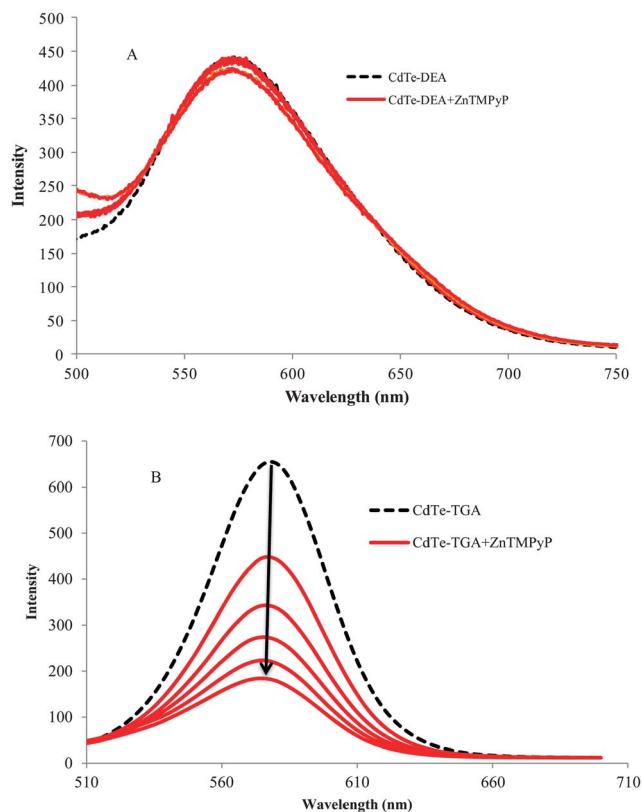 A
500
450
400
350
300
250
200
150
100
50
0
Intensity
CdTe-DEA
CdTe-DEA+ZnTMPyP
500 550 600 650 700 750
Wavelength (nm)
B
700
600
500
400
300
200
100
0
Intensity
CdTe-TGA
CdTe-TGA+ZnTMPyP
510 560 610 660 710
Wavelength (nm)